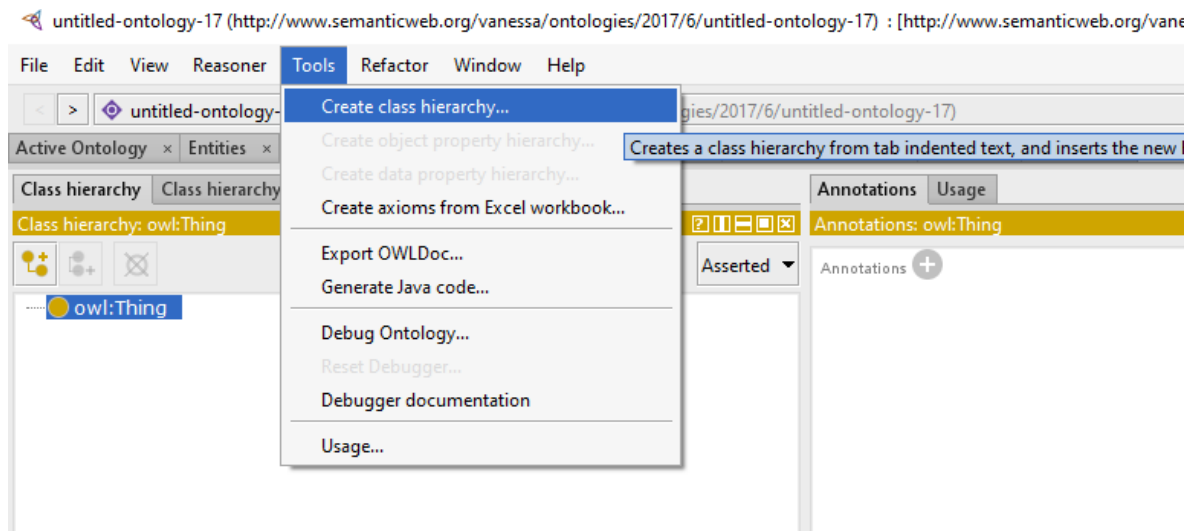 untitled-ontology-17 (http://www.semanticweb.org/vanessa/ontologies/2017/6/untitled-ontology-17) : [http://www.semanticweb.org/vane
File Edit View Reasoner Tools Refactor Window Help
< > untitled-ontology- gies/2017/6/untitled-ontology-17)
Active Ontology × Entities ×
Class hierarchy Class hierarchy
Class hierarchy: owl:Thing
Asserted
owl:Thing
Create class hierarchy...
Create object property hierarchy...
Create data property hierarchy...
Create axioms from Excel workbook...
Export OWLDoc...
Generate Java code...
Debug Ontology...
Reset Debugger...
Debugger documentation
Usage...
Creates a class hierarchy from tab indented text, and inserts the new
Annotations Usage
Annotations: owl:Thing
Annotations